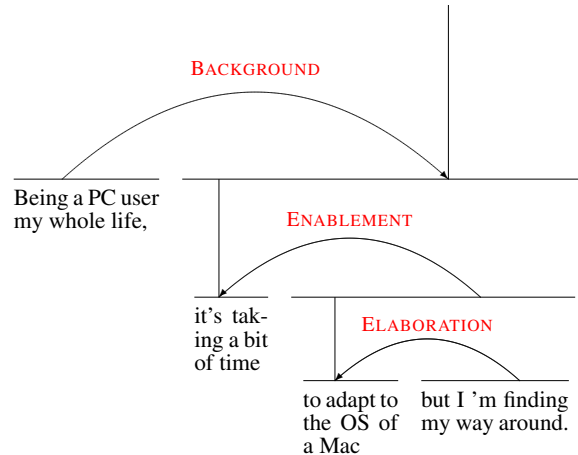 BACKGROUND
Being a PC user
my whole life,
ENABLEMENT
it's tak-
ing a bit
of time
ELABORATION
to adapt to
the OS of
a Mac
but I 'm finding
my way around.